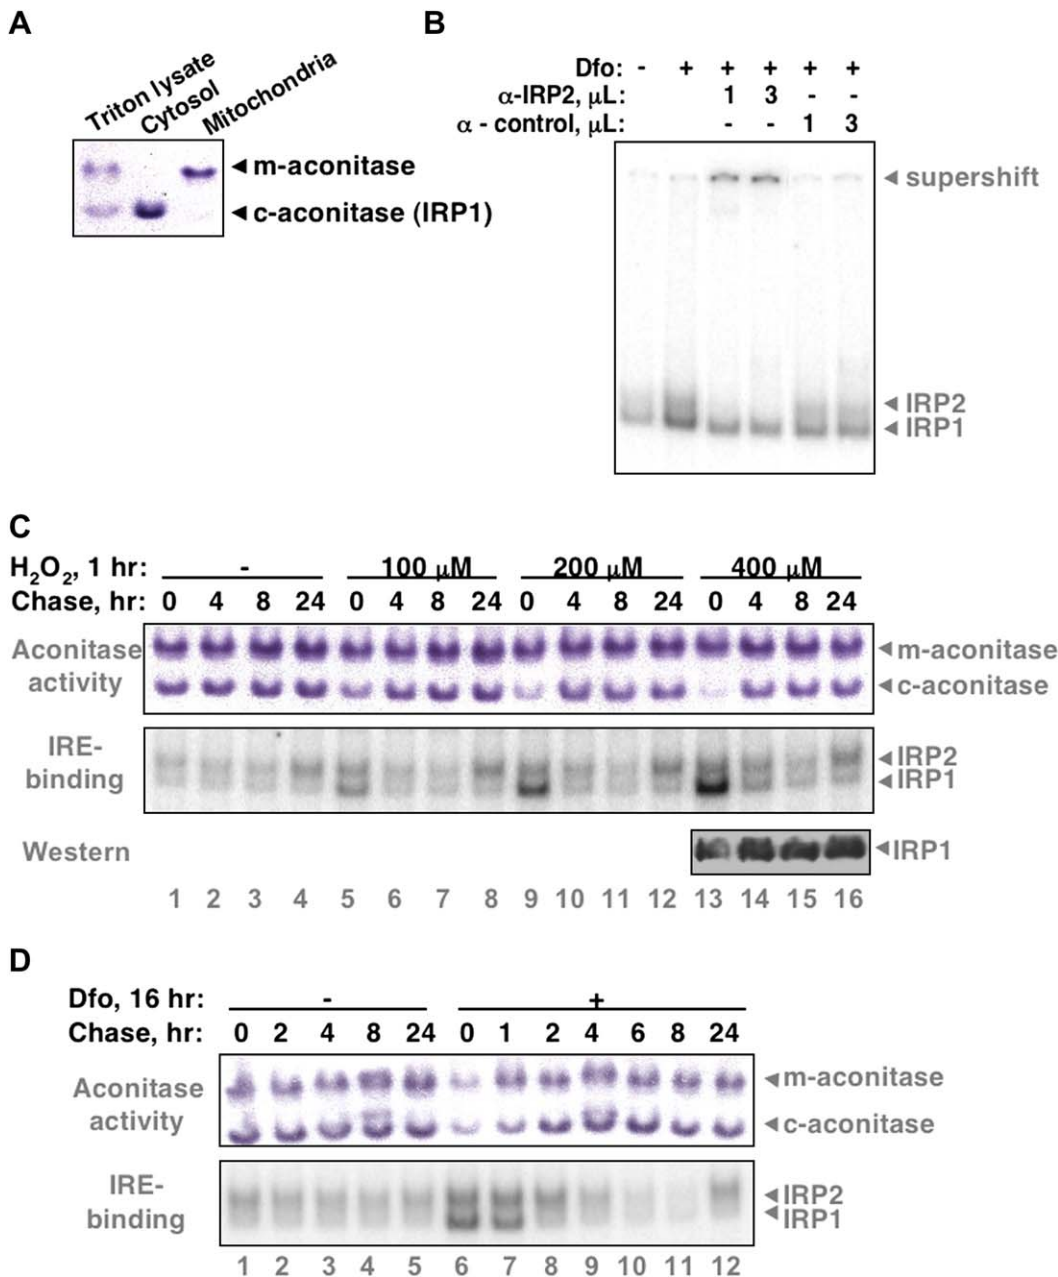 A
Triton lysate
Cytosol
Mitochondria
◄ m-aconitase
◄ c-aconitase (IRP1)
B
Dfo: - + + + + +
α-IRP2, μL: 1 3 - -
α - control, μL: - - 1 3
◄ supershift
◄ IRP2
◄ IRP1
C
H₂O₂, 1 hr: - 100 μM 200 μM 400 μM
Chase, hr: 0 4 8 24 0 4 8 24 0 4 8 24 0 4 8 24
Aconitase ◄ m-aconitase
activity ◄ c-aconitase
IRE- ◄ IRP2
binding ◄ IRP1
Western ◄ IRP1
1 2 3 4 5 6 7 8 9 10 11 12 13 14 15 16
D
Dfo, 16 hr: - +
Chase, hr: 0 2 4 8 24 0 1 2 4 6 8 24
Aconitase ◄ m-aconitase
activity ◄ c-aconitase
IRE- ◄ IRP2
binding ◄ IRP1
1 2 3 4 5 6 7 8 9 10 11 12